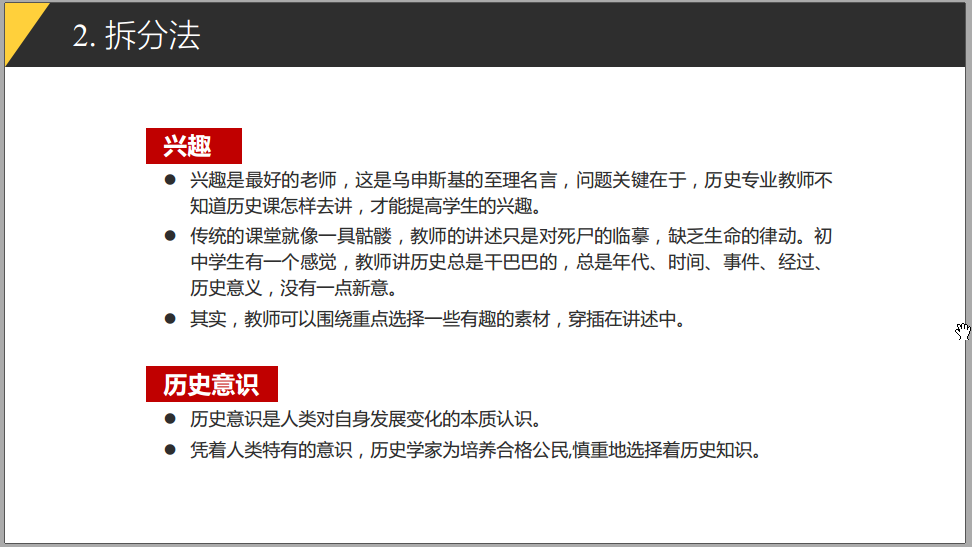 2. 拆分法
兴趣
● 兴趣是最好的老师，这是乌申斯基的至理名言，问题关键在于，历史专业教师不
知道历史课怎样去讲，才能提高学生的兴趣。
● 传统的课堂就像一具骷髅，教师的讲述只是对死尸的临摹，缺乏生命的律动。初
中学生有一个感觉，教师讲历史总是干巴巴的，总是年代、时间、事件、经过、
历史意义，没有一点新意。
● 其实，教师可以围绕重点选择一些有趣的素材，穿插在讲述中。
历史意识
● 历史意识是人类对自身发展变化的本质认识。
● 凭着人类特有的意识，历史学家为培养合格公民,慎重地选择着历史知识。